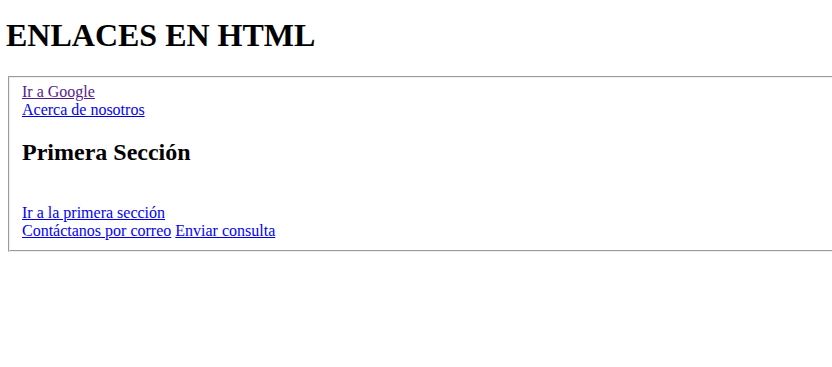 ENLACES EN HTML
Ir a Google
Acerca de nosotros
Primera Sección
Ir a la primera sección
Contáctanos por correo Enviar consulta